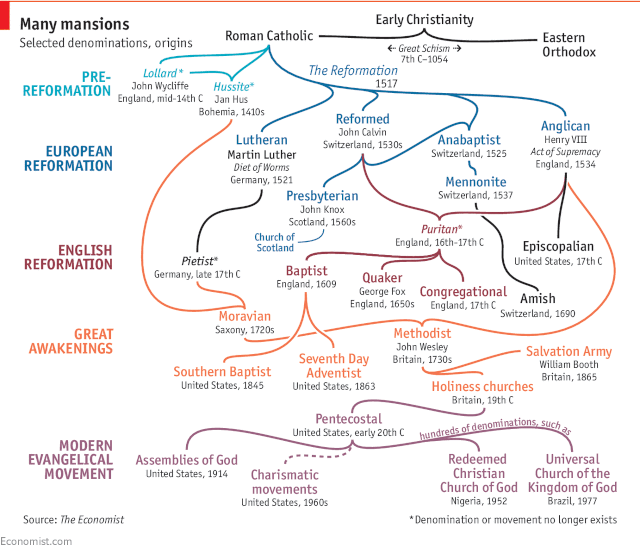 Many mansions
Selected denominations, origins
Early Christianity
Roman Catholic
← Great Schism →
7th C–1054
Eastern
Orthodox
PRE-
REFORMATION
Lollard*
John Wycliffe
England, mid-14th C
Hussite*
Jan Hus
Bohemia, 1410s
The Reformation
1517
EUROPEAN
REFORMATION
Lutheran
Martin Luther
Diet of Worms
Germany, 1521
Reformed
John Calvin
Switzerland, 1530s
Anabaptist
Switzerland, 1525
Anglican
Henry VIII
Act of Supremacy
England, 1534
Presbyterian
John Knox
Scotland, 1560s
Church of
Scotland
Mennonite
Switzerland, 1537
ENGLISH
REFORMATION
Pietist*
Germany, late 17th C
Puritan*
England, 16th-17th C
Episcopalian
United States, 17th C
Baptist
England, 1609
Quaker
George Fox
England, 1650s
Congregational
England, 17th C
Amish
Switzerland, 1690
GREAT
AWAKENINGS
Moravian
Saxony, 1720s
Methodist
John Wesley
Britain, 1730s
Southern Baptist
United States, 1845
Seventh Day
Adventist
United States, 1863
Salvation Army
William Booth
Britain, 1865
Holiness churches
Britain, 19th C
MODERN
EVANGELICAL
MOVEMENT
Pentecostal
United States, early 20th C
hundreds of denominations, such as
Assemblies of God
United States, 1914
Charismatic
movements
United States, 1960s
Redeemed
Christian
Church of God
Nigeria, 1952
Universal
Church of the
Kingdom of God
Brazil, 1977
Source: The Economist
*Denomination or movement no longer exists
Economist.com